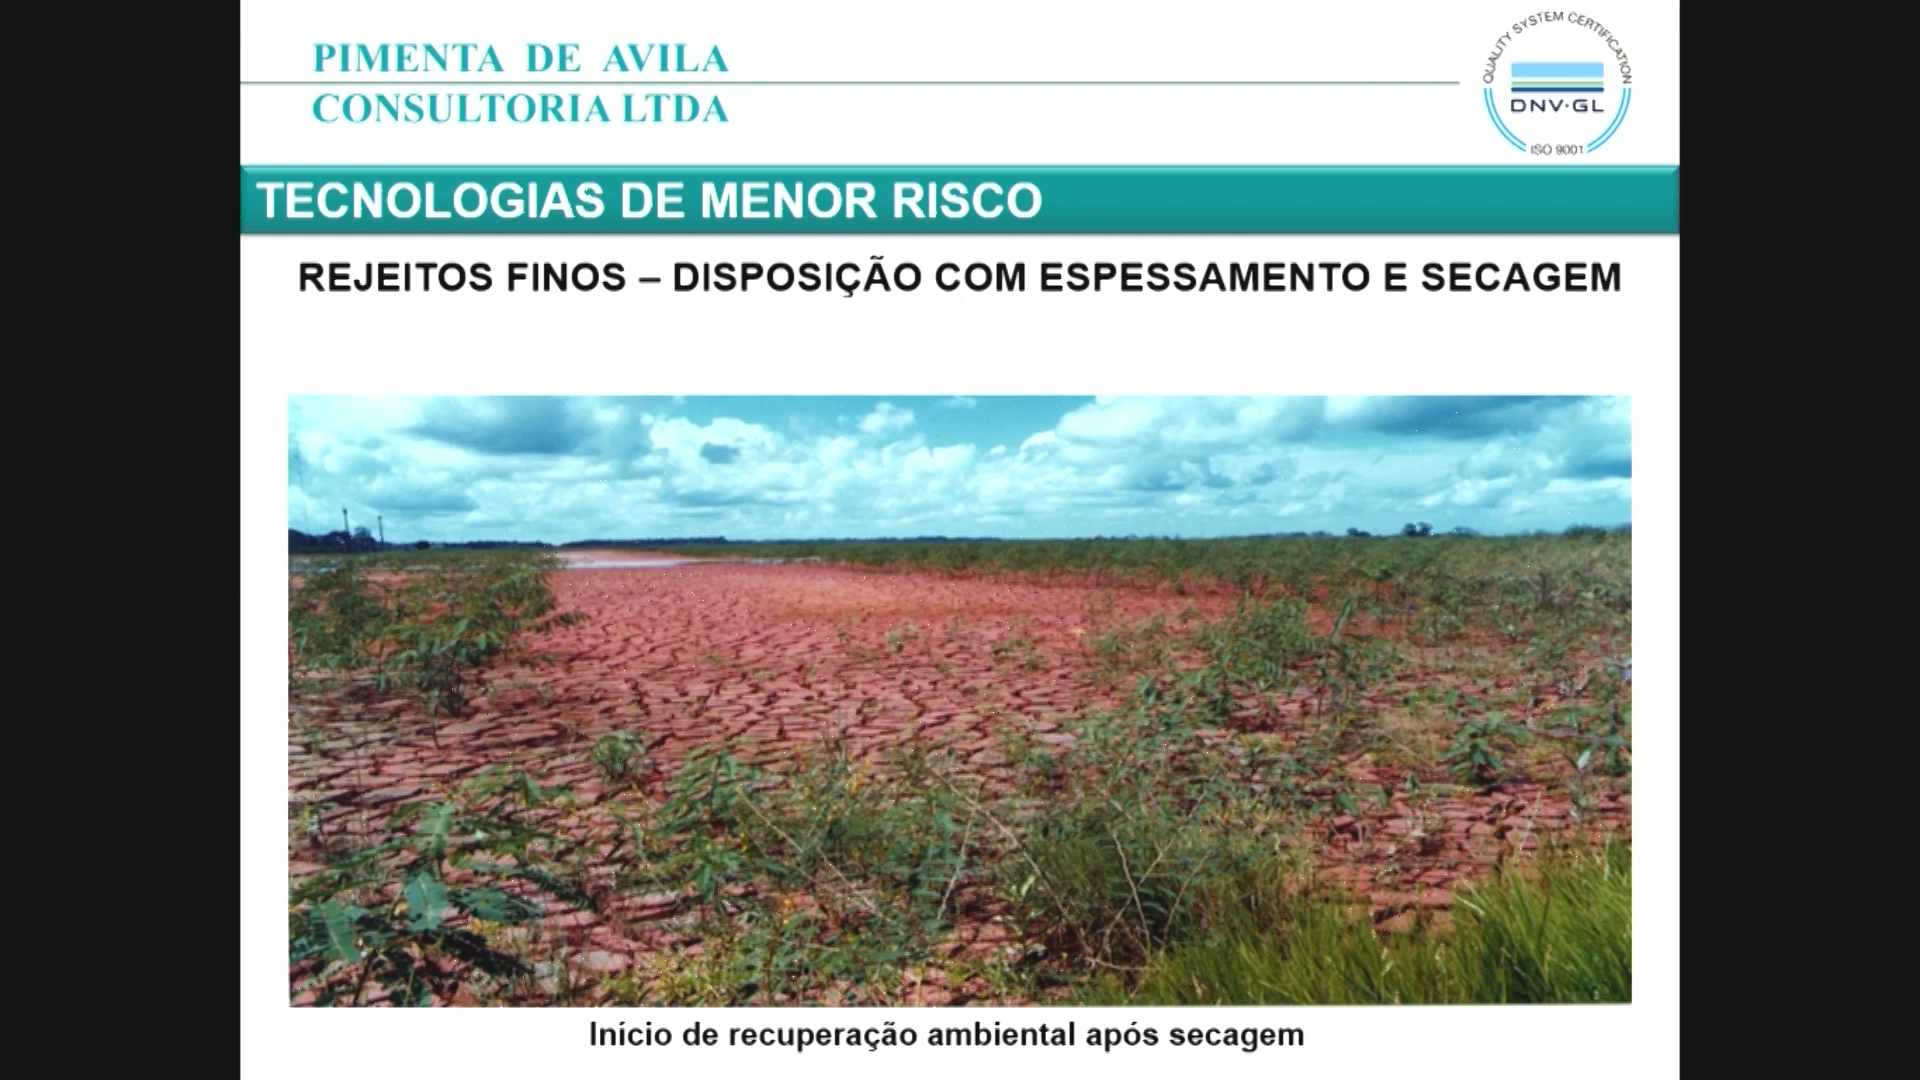 PIMENTA DE AVILA
CONSULTORIA LTDA
QUALITY SYSTEM CERTIFICATION
DNV·GL
ISO 9001
TECNOLOGIAS DE MENOR RISCO
REJEITOS FINOS – DISPOSIÇÃO COM ESPESSAMENTO E SECAGEM
Início de recuperação ambiental após secagem